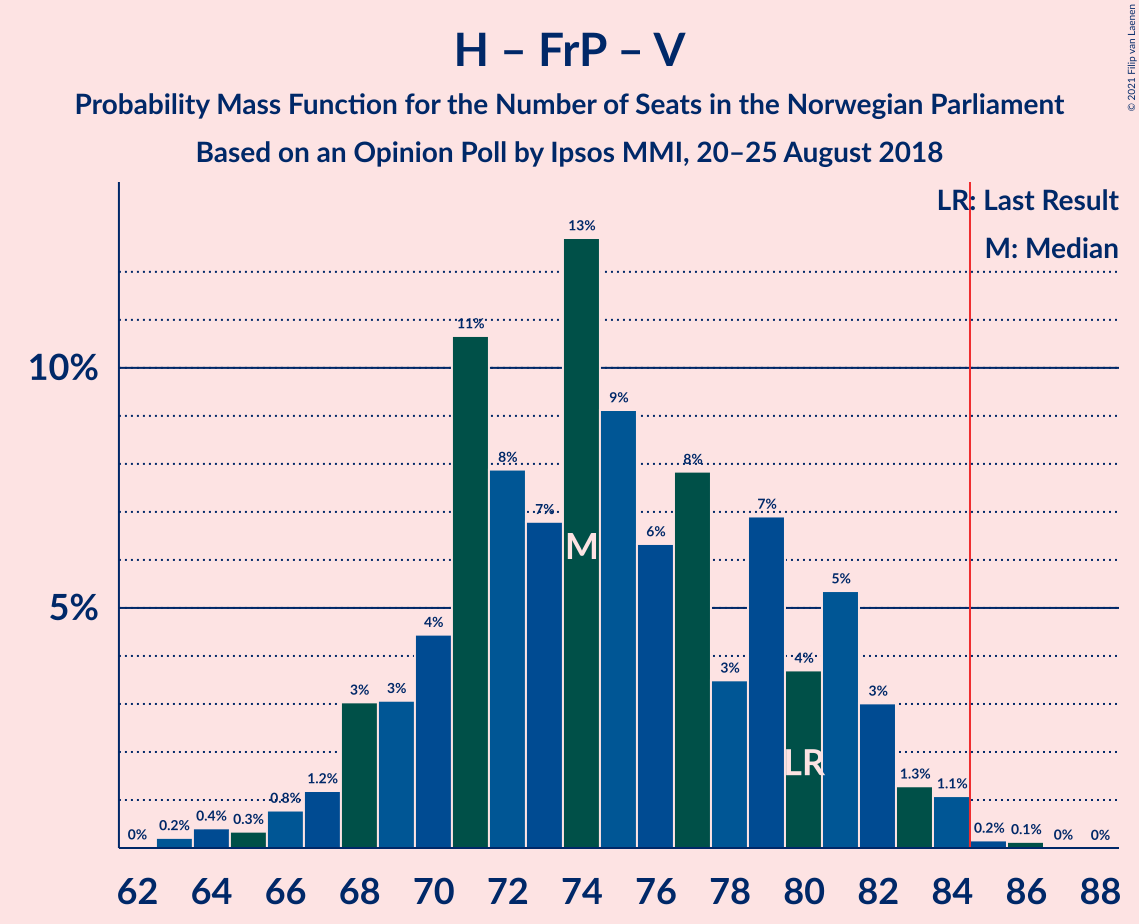 H – FrP – V
Probability Mass Function for the Number of Seats in the Norwegian Parliament
Based on an Opinion Poll by Ipsos MMI, 20–25 August 2018
© 2021 Filip van Laenen
LR: Last Result
M: Median
10%
5%
0% 0.2% 0.4% 0.3% 0.8% 1.2% 3% 3% 4% 11% 8% 7% 13% 9% 6% 8% 3% 7% 4% 5% 3% 1.3% 1.1% 0.2% 0.1% 0% 0%
M
LR
62 64 66 68 70 72 74 76 78 80 82 84 86 88